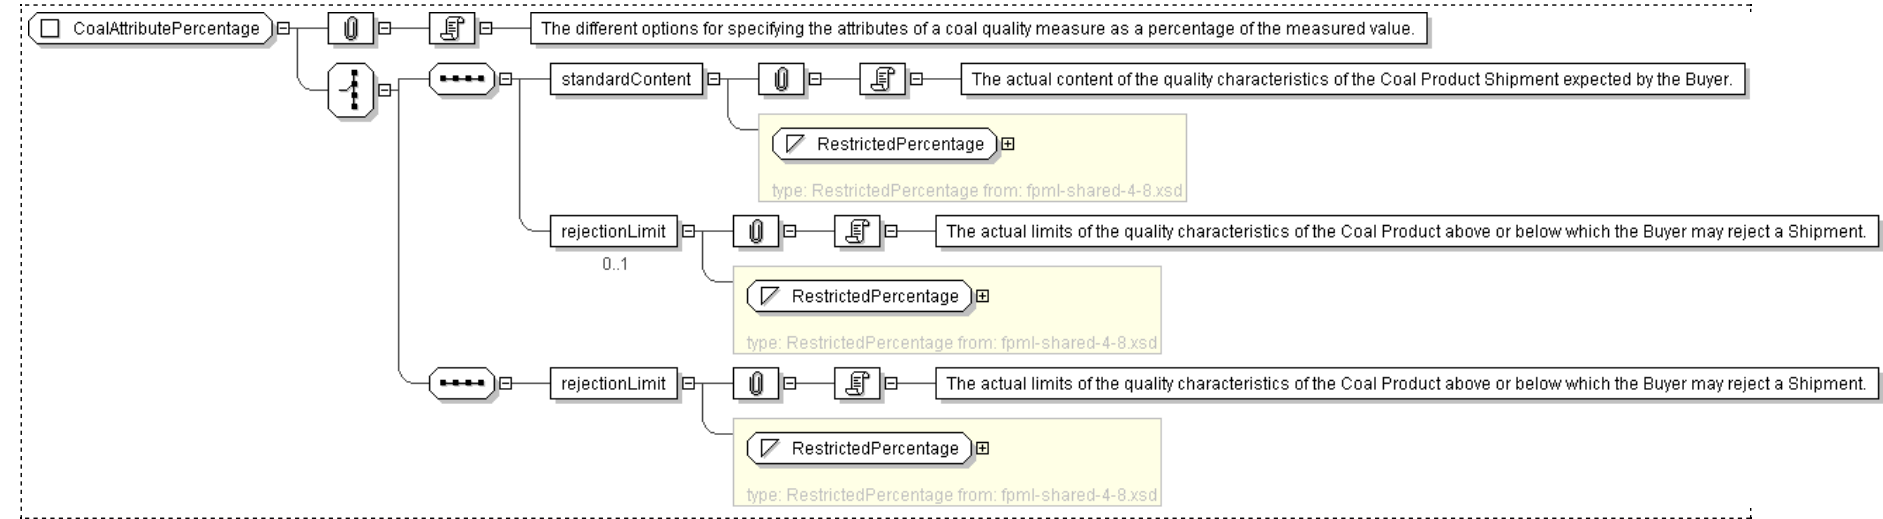 CoalAttributePercentage
The different options for specifying the attributes of a coal quality measure as a percentage of the measured value.
standardContent
The actual content of the quality characteristics of the Coal Product Shipment expected by the Buyer.
RestrictedPercentage
type: RestrictedPercentage from: fpml-shared-4-8.xsd
rejectionLimit
The actual limits of the quality characteristics of the Coal Product above or below which the Buyer may reject a Shipment.
0..1
RestrictedPercentage
type: RestrictedPercentage from: fpml-shared-4-8.xsd
rejectionLimit
The actual limits of the quality characteristics of the Coal Product above or below which the Buyer may reject a Shipment.
RestrictedPercentage
type: RestrictedPercentage from: fpml-shared-4-8.xsd